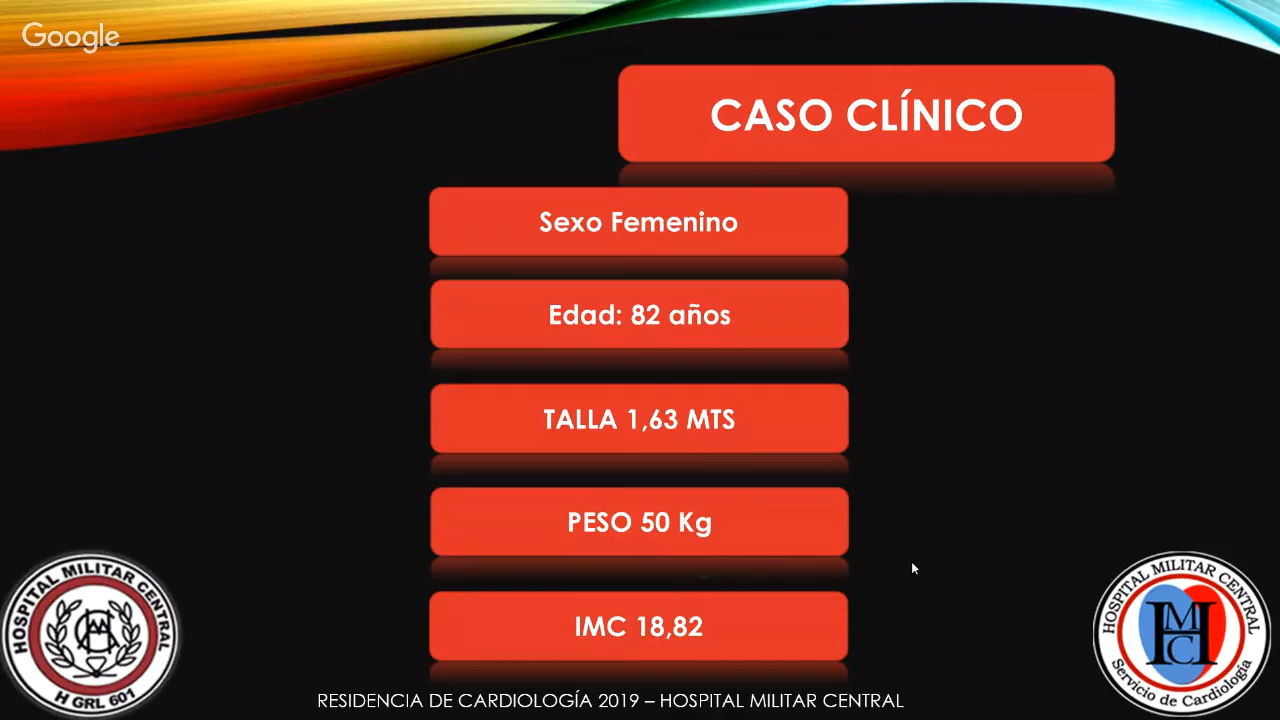 Google
CASO CLÍNICO
Sexo Femenino
Edad: 82 años
TALLA 1,63 MTS
PESO 50 Kg
IMC 18,82
HOSPITAL MILITAR CENTRAL
H GRL 601
HOSPITAL MILITAR CENTRAL
HMC
Servicio de Cardiología
RESIDENCIA DE CARDIOLOGÍA 2019 – HOSPITAL MILITAR CENTRAL